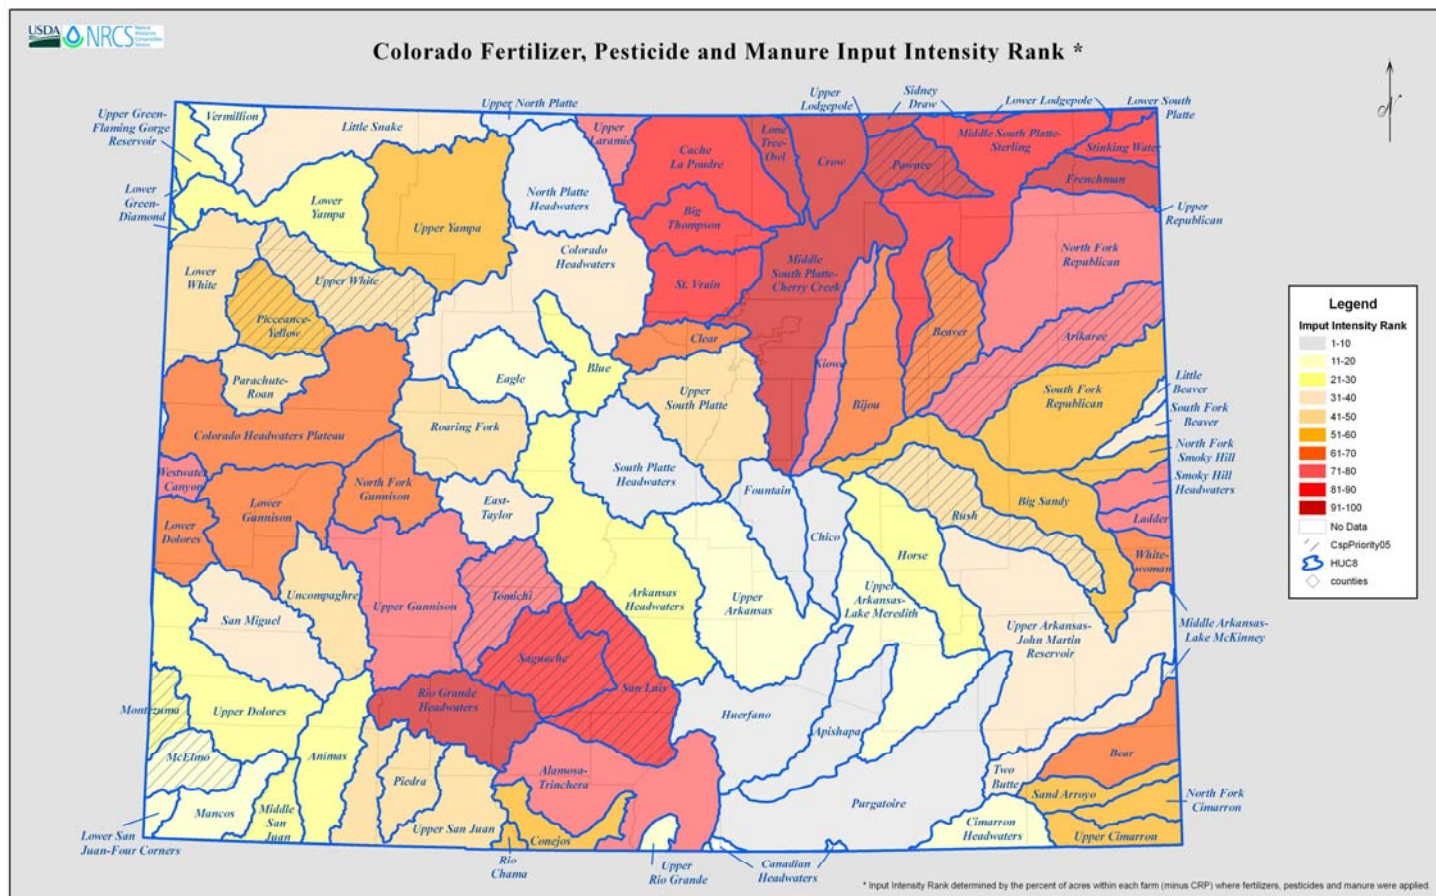 USDA
NRCS
Natural
Resources
Conservation
Service
Colorado Fertilizer, Pesticide and Manure Input Intensity Rank *
Upper Green-
Flaming Gorge
Reservoir
Vermillion
Little Snake
Upper North Platte
Upper
Laramie
Cache
La Poudre
Lone
Tree-
Owl
Crow
Upper
Lodgepole
Sidney
Draw
Pawnee
Lower Lodgepole
Middle South Platte-
Sterling
Lower South
Platte
Stinking Water
Frenchman
Upper
Republican
Lower
Green-
Diamond
Lower
Yampa
Upper Yampa
North Platte
Headwaters
Big
Thompson
Colorado
Headwaters
Lower
White
Upper White
Picceance-
Yellow
St. Vrain
Middle
South Platte-
Cherry Creek
North Fork
Republican
Parachute-
Roan
Eagle
Blue
Clear
Kiowa
Bijou
Beaver
Arikaree
South Fork
Republican
Little
Beaver
South Fork
Beaver
Colorado Headwaters Plateau
Roaring Fork
Upper
South Platte
North Fork
Smoky Hill
Westwater
Canyon
Lower
Gunnison
North Fork
Gunnison
East-
Taylor
South Platte
Headwaters
Fountain
Chico
Rush
Big Sandy
Smoky Hill
Headwaters
Ladder
Lower
Dolores
Horse
White-
woman
Uncompaghre
Upper Gunnison
Tomichi
Arkansas
Headwaters
Upper
Arkansas
Upper
Arkansas-
Lake Meredith
San Miguel
Upper Arkansas-
John Martin
Reservoir
Middle Arkansas-
Lake McKinney
Saguache
San Luis
Rio Grande
Headwaters
Montezuma
Upper Dolores
McElmo
Animas
Huerfano
Apishapa
Alamosa-
Trinchera
Piedra
Mancos
Middle
San
Juan
Upper San Juan
Lower San
Juan-Four Corners
Rio
Chama
Conejos
Upper
Rio Grande
Canadian
Headwaters
Purgatoire
Two
Butte
Bear
Sand Arroyo
North Fork
Cimarron
Cimarron
Headwaters
Upper Cimarron
Legend
Imput Intensity Rank
1-10
11-20
21-30
31-40
41-50
51-60
61-70
71-80
81-90
91-100
No Data
CspPriority05
HUC8
counties
* Input Intensity Rank determined by the percent of acres within each farm (minus CRP) where fertilizers, pesticides and manure were applied.